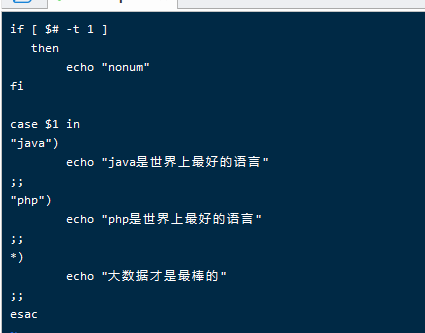 if [ $# -t 1 ]
then
echo "nonum"
fi
case $1 in
"java")
echo "java是世界上最好的语言"
;;
"php")
echo "php是世界上最好的语言"
;;
*)
echo "大数据才是最棒的"
;;
esac